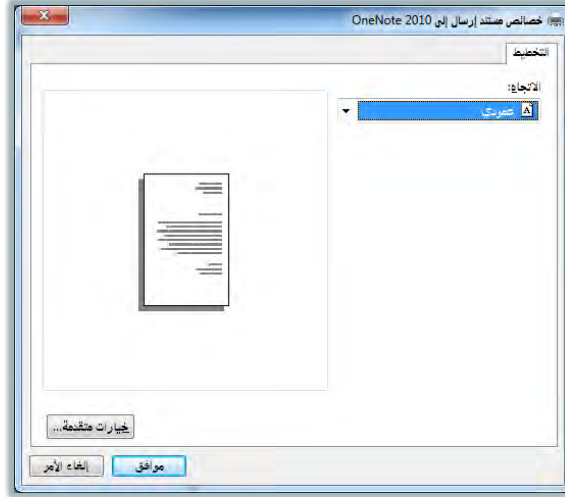 خصائص مستند إرسال إلى OneNote 2010
التخطيط
الاتجاه:
عمودي
خيارات متقدمة...
موافق
إلغاء الأمر